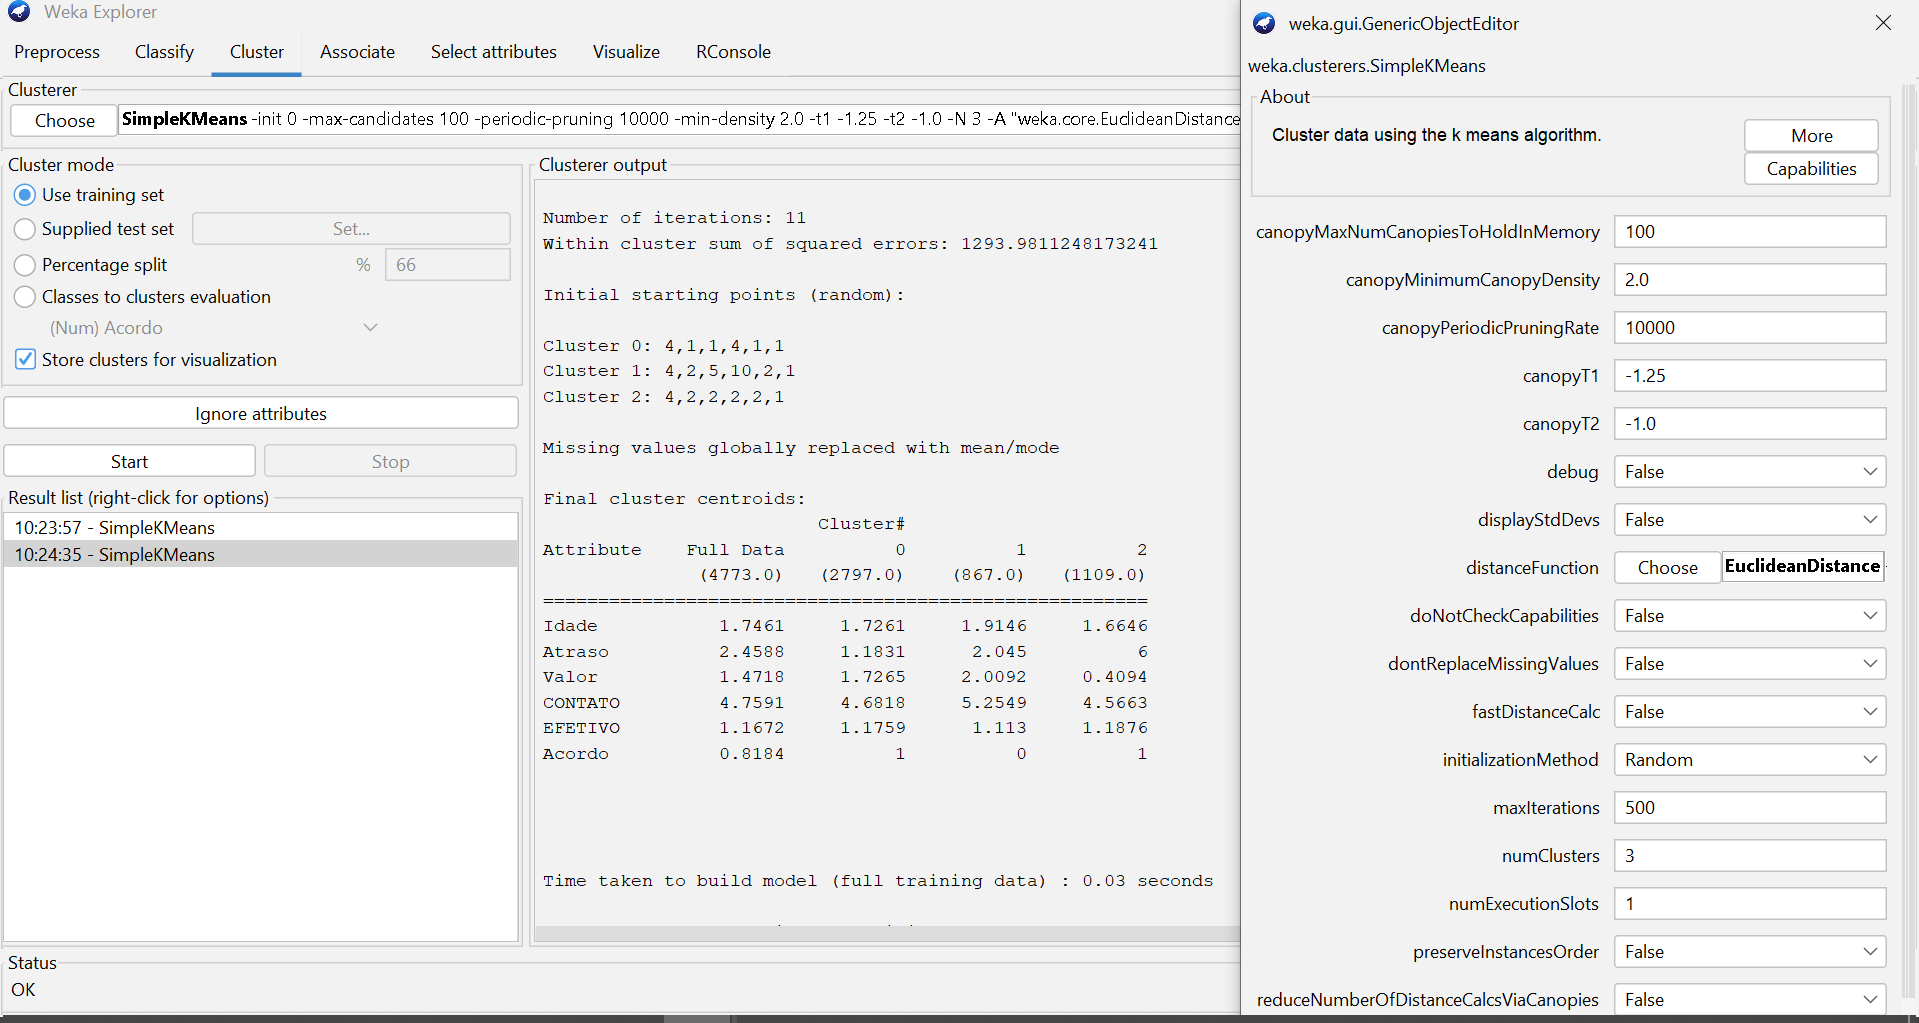 Weka Explorer
Preprocess Classify Cluster Associate Select attributes Visualize RConsole
Clusterer
Choose SimpleKMeans -init 0 -max-candidates 100 -periodic-pruning 10000 -min-density 2.0 -t1 -1.25 -t2 -1.0 -N 3 -A "weka.core.EuclideanDistance
Cluster mode
Use training set
Supplied test set Set...
Percentage split % 66
Classes to clusters evaluation
(Num) Acordo
Store clusters for visualization
Ignore attributes
Start Stop
Result list (right-click for options)
10:23:57 - SimpleKMeans
10:24:35 - SimpleKMeans
Clusterer output
Number of iterations: 11
Within cluster sum of squared errors: 1293.9811248173241
Initial starting points (random):
Cluster 0: 4,1,1,4,1,1
Cluster 1: 4,2,5,10,2,1
Cluster 2: 4,2,2,2,2,1
Missing values globally replaced with mean/mode
Final cluster centroids:
Cluster#
Attribute Full Data 0 1 2
(4773.0) (2797.0) (867.0) (1109.0)
=======================================================
Idade 1.7461 1.7261 1.9146 1.6646
Atraso 2.4588 1.1831 2.045 6
Valor 1.4718 1.7265 2.0092 0.4094
CONTATO 4.7591 4.6818 5.2549 4.5663
EFETIVO 1.1672 1.1759 1.113 1.1876
Acordo 0.8184 1 0 1
Time taken to build model (full training data) : 0.03 seconds
Status
OK
weka.gui.GenericObjectEditor
weka.clusterers.SimpleKMeans
About
Cluster data using the k means algorithm.
More
Capabilities
canopyMaxNumCanopiesToHoldInMemory 100
canopyMinimumCanopyDensity 2.0
canopyPeriodicPruningRate 10000
canopyT1 -1.25
canopyT2 -1.0
debug False
displayStdDevs False
distanceFunction Choose EuclideanDistance
doNotCheckCapabilities False
dontReplaceMissingValues False
fastDistanceCalc False
initializationMethod Random
maxIterations 500
numClusters 3
numExecutionSlots 1
preserveInstancesOrder False
reduceNumberOfDistanceCalcsViaCanopies False